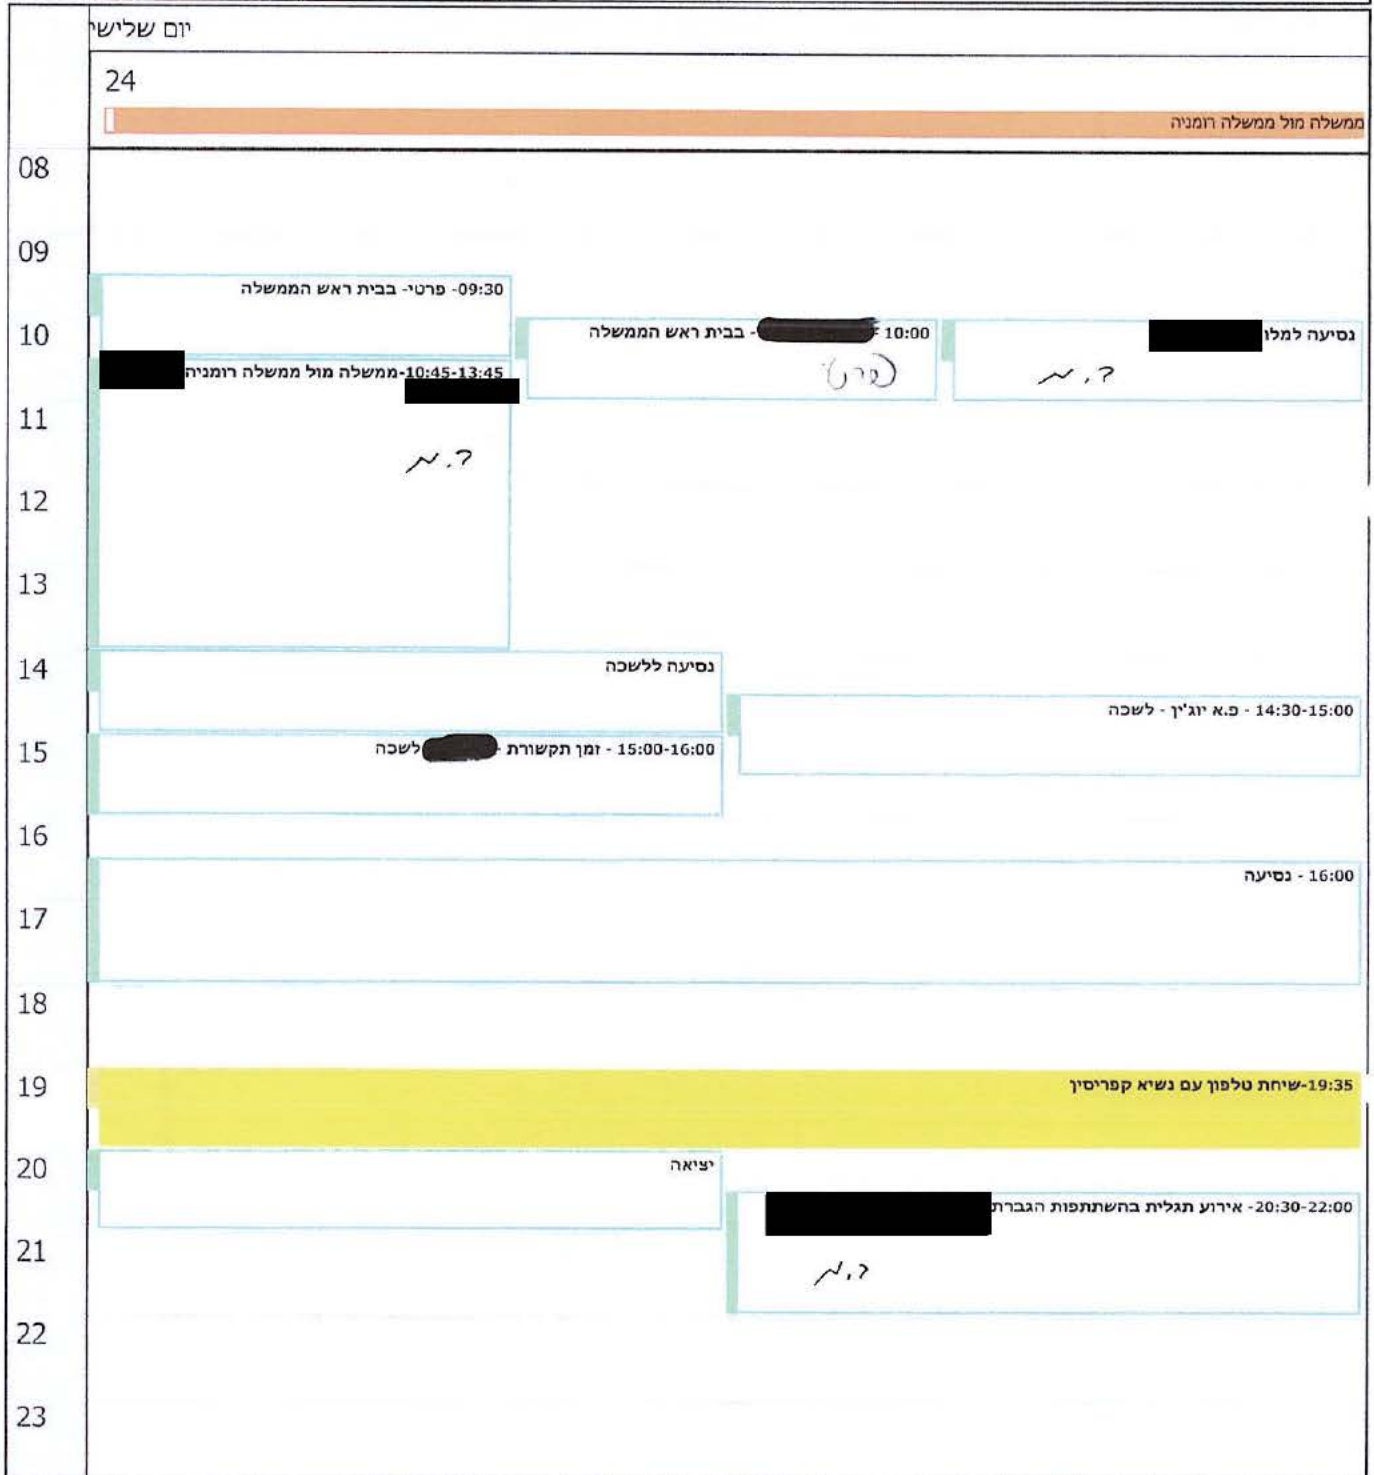 יום שלישי
24
ממשלה מול ממשלה רומניה
08
09
09:30- פרטי- בבית ראש הממשלה
10
נסיעה למלו
10:00 - - בבית ראש הממשלה
10:45-13:45-ממשלה מול ממשלה רומניה
פרטי
ב.מ
11
ב.מ
12
13
14
נסיעה ללשכה
14:30-15:00 - פ.א יוג'ין - לשכה
15
15:00-16:00 - זמן תקשורת - לשכה
16
16:00 - נסיעה
17
18
19
19:35-שיחת טלפון עם נשיא קפריסין
20
יציאה
20:30-22:00- אירוע תגלית בהשתתפות הגברת
21
ב.מ
22
23